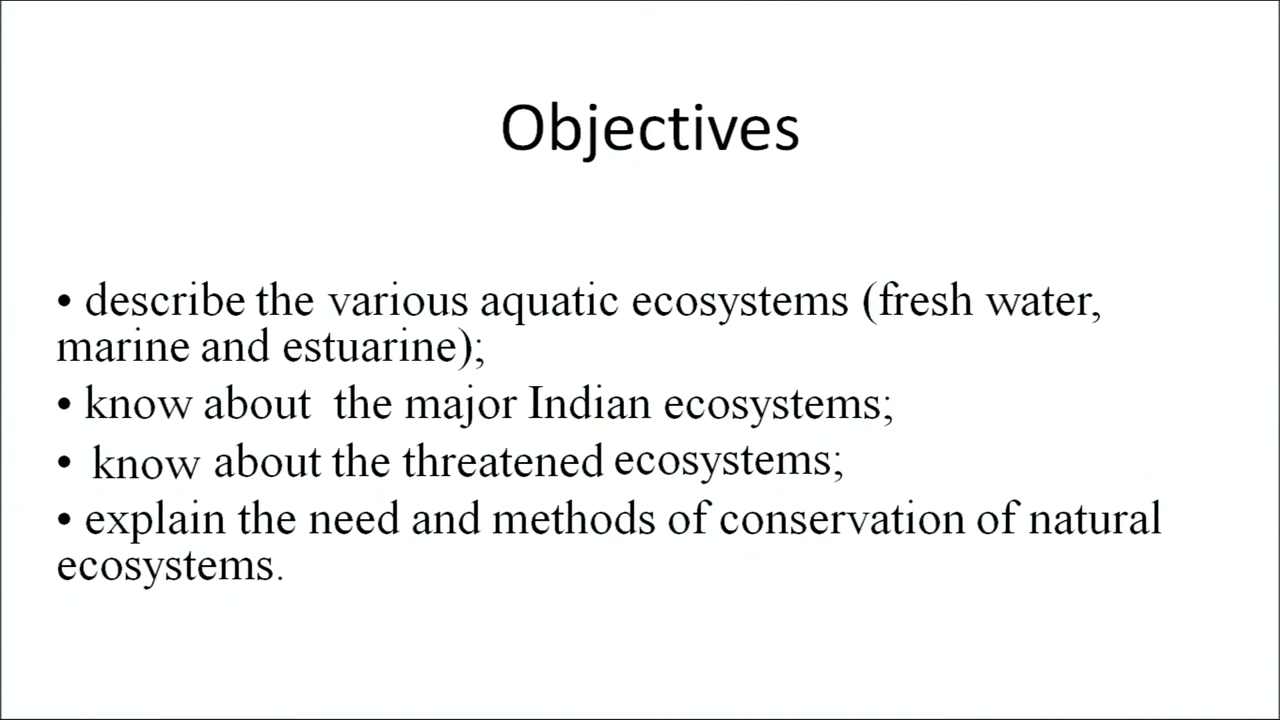 Objectives
• describe the various aquatic ecosystems (fresh water,
marine and estuarine);
• know about  the major Indian ecosystems;
• know about the threatened ecosystems;
• explain the need and methods of conservation of natural
ecosystems.